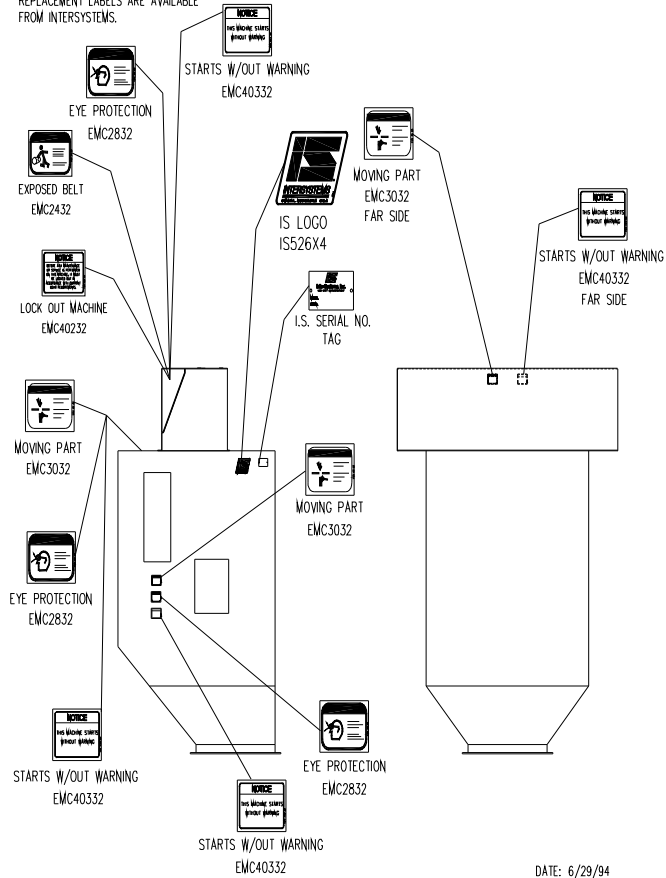 REPLACEMENT LABELS ARE AVAILABLE
FROM INTERSYSTEMS.
NOTICE
THIS MACHINE STARTS
WITHOUT WARNING
STARTS W/OUT WARNING
EMC40332
EYE PROTECTION
EMC2832
EXPOSED BELT
EMC2432
NOTICE
LOCK OUT MACHINE
EMC40232
INTERSYSTEMS
IS LOGO
IS526X4
MOVING PART
EMC3032
FAR SIDE
NOTICE
THIS MACHINE STARTS
WITHOUT WARNING
STARTS W/OUT WARNING
EMC40332
FAR SIDE
I.S. SERIAL NO.
TAG
MOVING PART
EMC3032
MOVING PART
EMC3032
EYE PROTECTION
EMC2832
NOTICE
THIS MACHINE STARTS
WITHOUT WARNING
STARTS W/OUT WARNING
EMC40332
EYE PROTECTION
EMC2832
NOTICE
THIS MACHINE STARTS
WITHOUT WARNING
STARTS W/OUT WARNING
EMC40332
DATE: 6/29/94